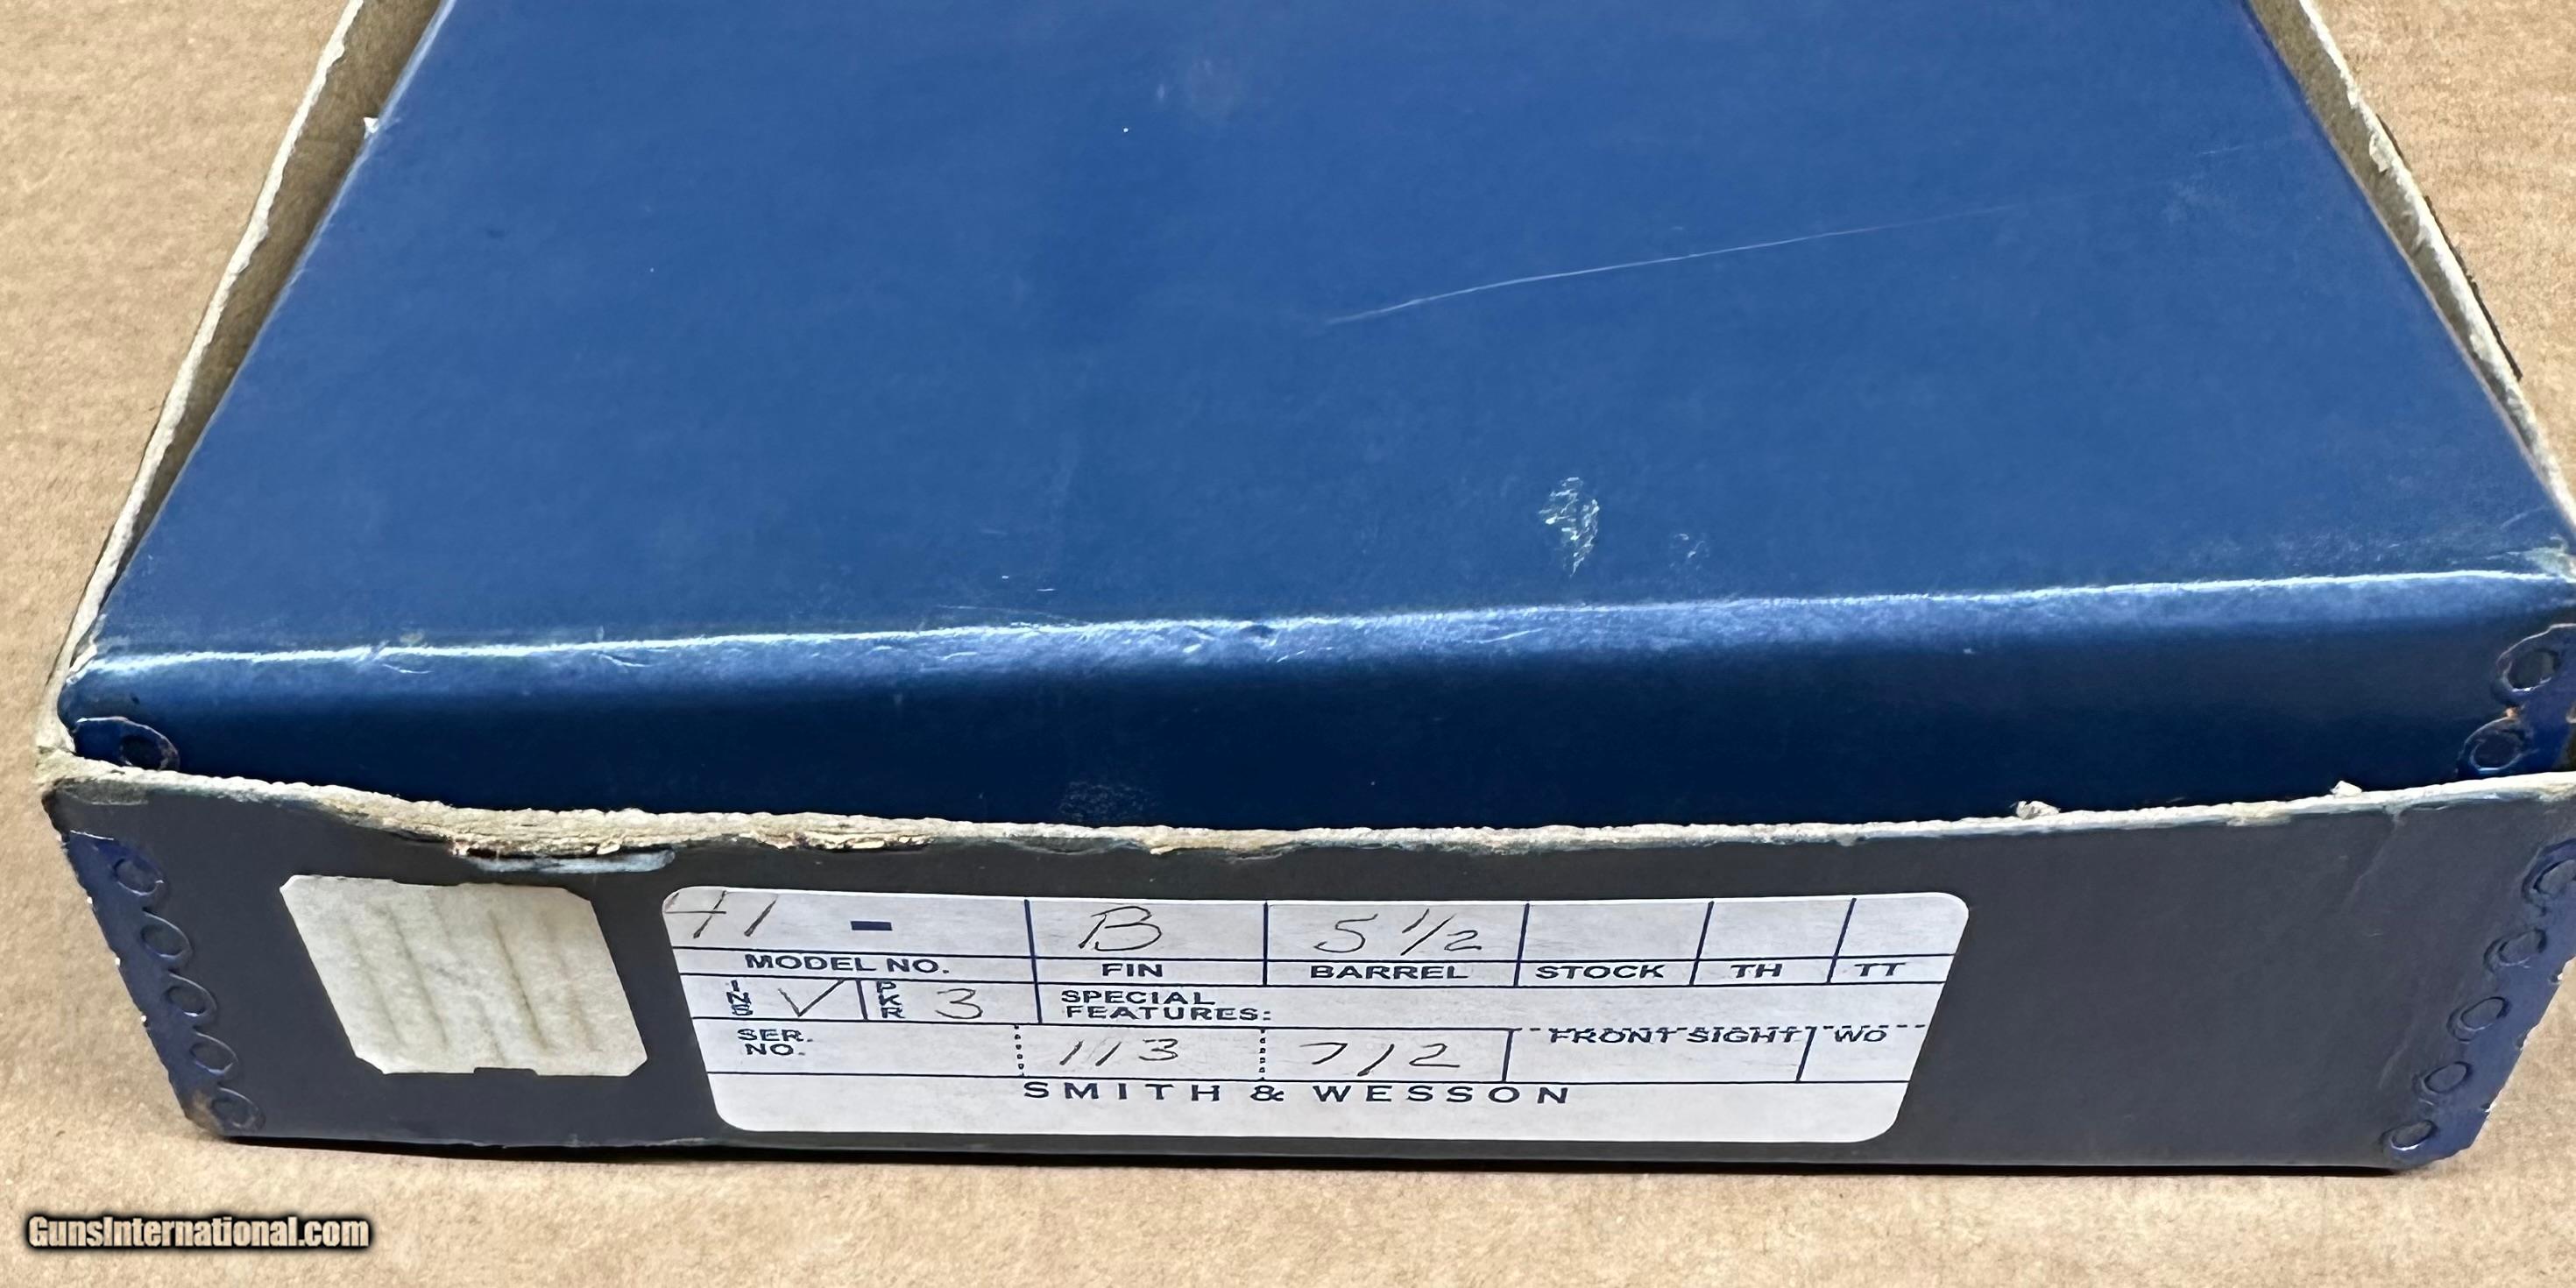 41 - B 5 1/2
MODEL NO. FIN BARREL STOCK TH TT
INS V PKR 3 SPECIAL FEATURES:
SER. NO. 113 712 FRONT SIGHT WO
SMITH & WESSON
GunsInternational.com